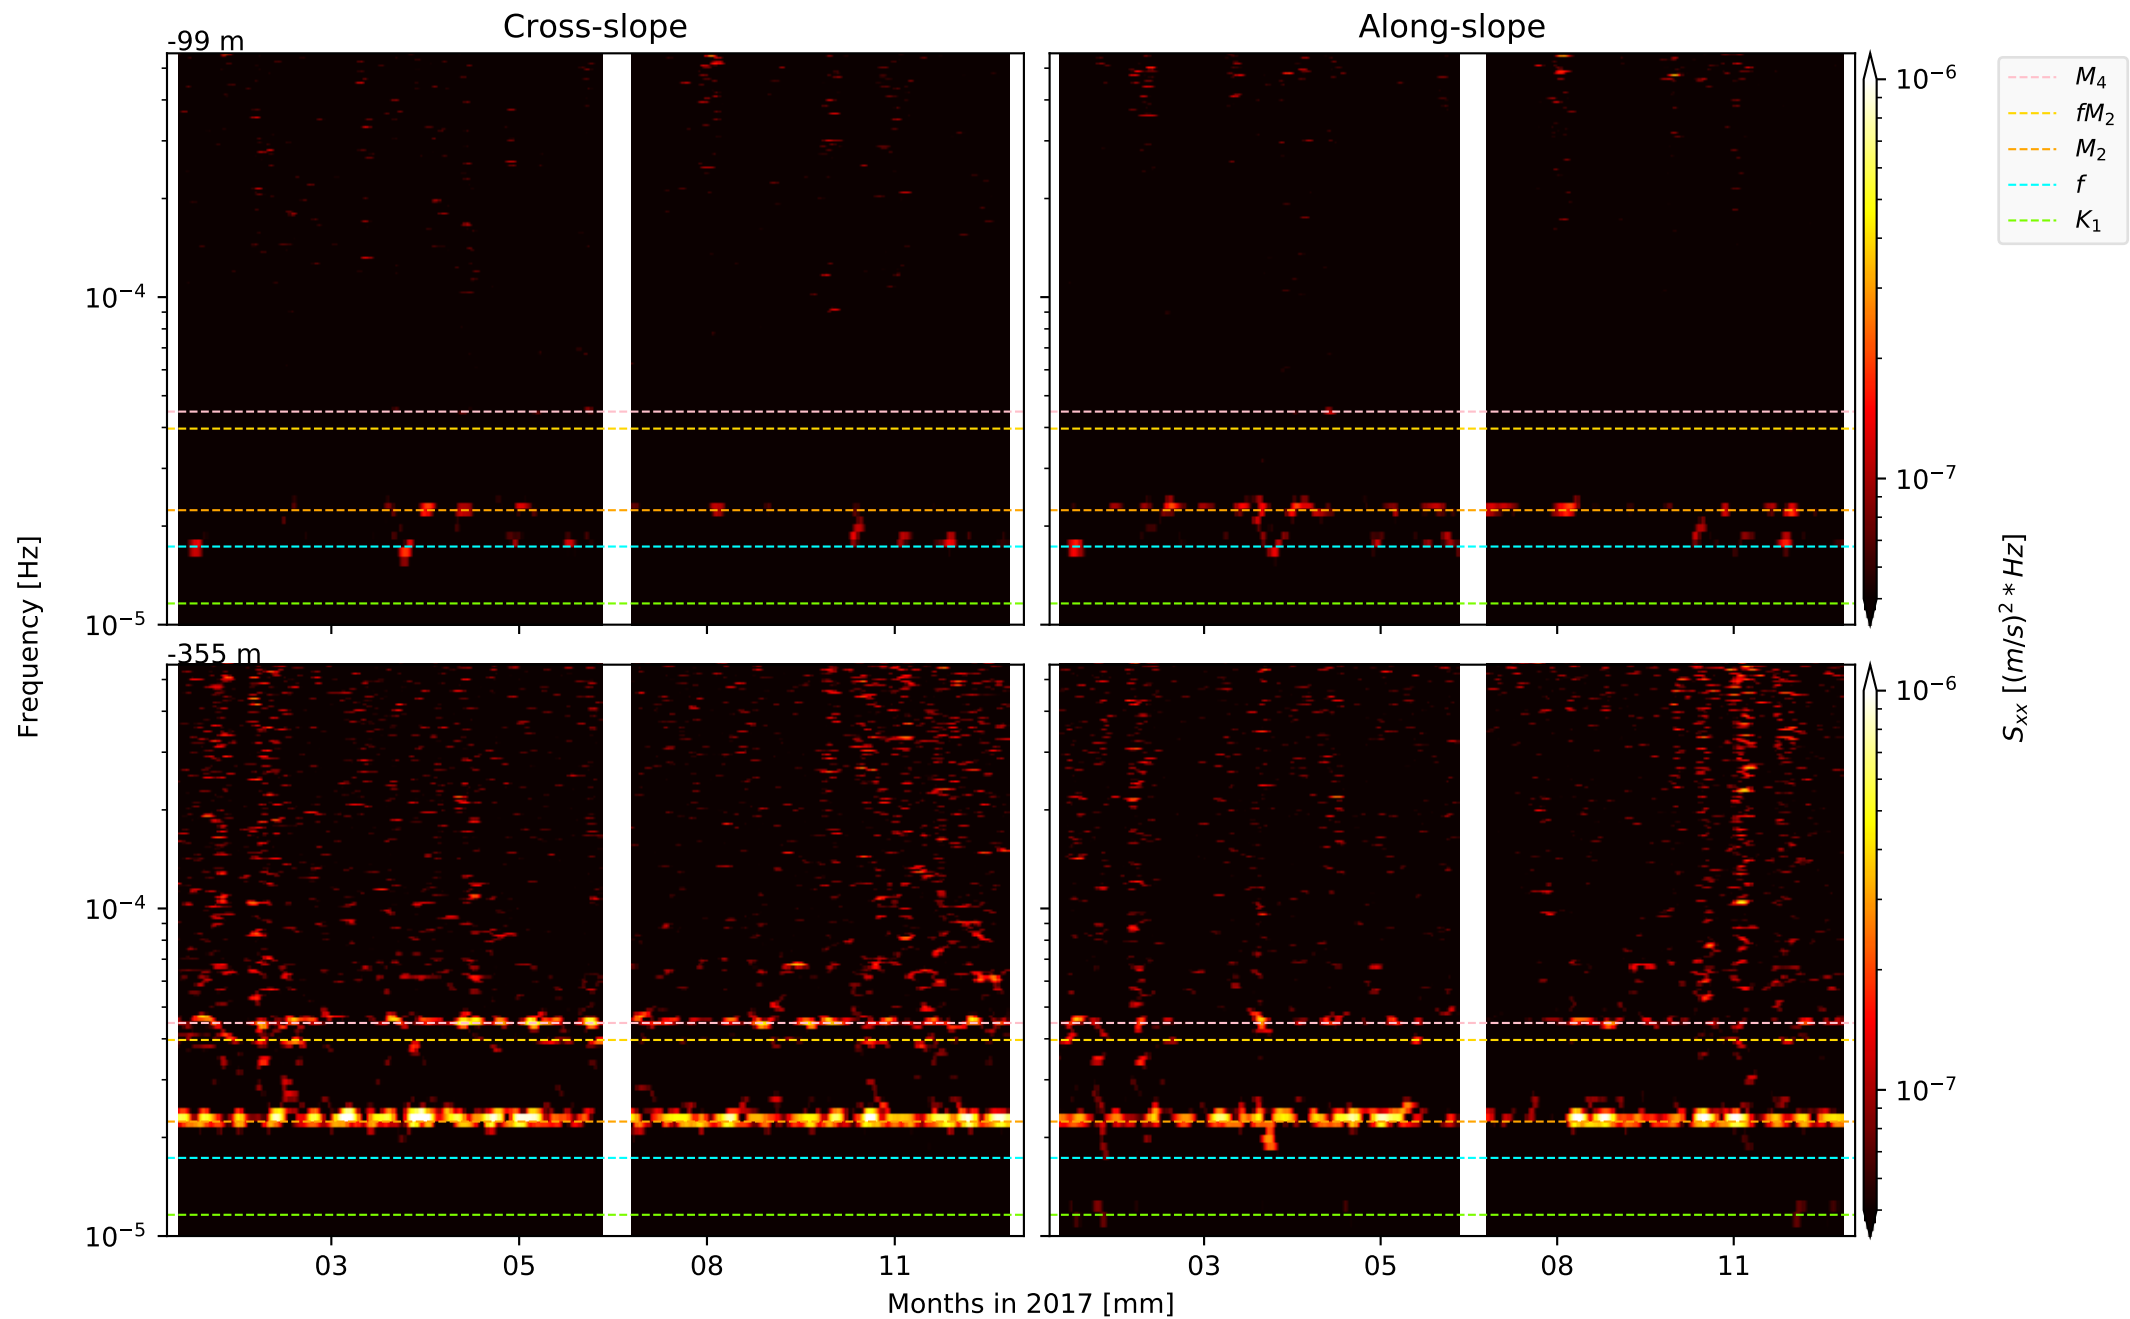 Cross-slope
Along-slope
-99 m
10⁻⁴
10⁻⁵
10⁻⁶
10⁻⁷
M₄
fM₂
M₂
f
K₁
Frequency [Hz]
Sₓₓ [(m/s)² * Hz]
-355 m
10⁻⁴
10⁻⁵
10⁻⁶
10⁻⁷
03 05 08 11
03 05 08 11
Months in 2017 [mm]